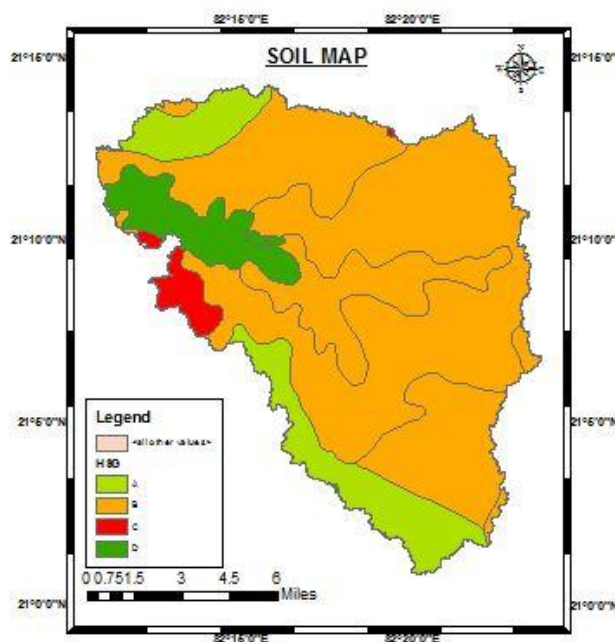 82°15'0"E 82°20'0"E
21°15'0"N 21°15'0"N
SOIL MAP
N
S
21°10'0"N 21°10'0"N
21°5'0"N 21°5'0"N
Legend
<all other values>
HSG
A
B
C
D
0 0.75 1.5 3 4.5 6
Miles
21°0'0"N 21°0'0"N
82°15'0"E 82°20'0"E